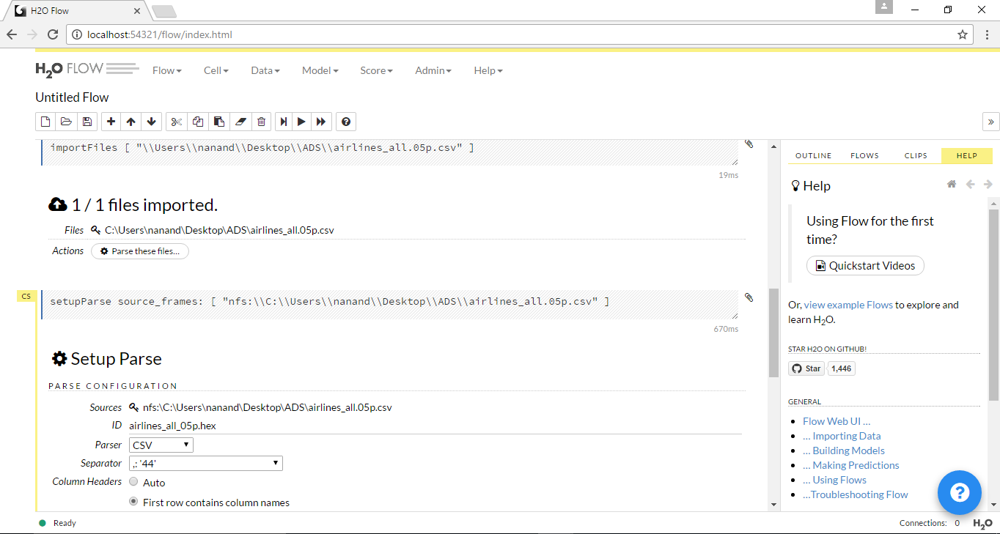 H2O Flow
localhost:54321/flow/index.html
H2O FLOW Flow Cell Data Model Score Admin Help
Untitled Flow
importFiles [ "\\Users\\nanand\\Desktop\\ADS\\airlines_all.05p.csv" ]
19ms
1 / 1 files imported.
Files C:\Users\nanand\Desktop\ADS\airlines_all.05p.csv
Actions Parse these files...
CS
setupParse source_frames: [ "nfs:\\C:\\Users\\nanand\\Desktop\\ADS\\airlines_all.05p.csv" ]
670ms
Setup Parse
PARSE CONFIGURATION
Sources nfs:\C:\Users\nanand\Desktop\ADS\airlines_all.05p.csv
ID airlines_all_05p.hex
Parser CSV
Separator ,: '44'
Column Headers Auto
First row contains column names
OUTLINE FLOWS CLIPS HELP
Help
Using Flow for the first
time?
Quickstart Videos
Or, view example Flows to explore and
learn H2O.
STAR H2O ON GITHUB!
Star 1,446
GENERAL
Flow Web UI ...
... Importing Data
... Building Models
... Making Predictions
... Using Flows
...Troubleshooting Flow
Ready
Connections: 0 H2O